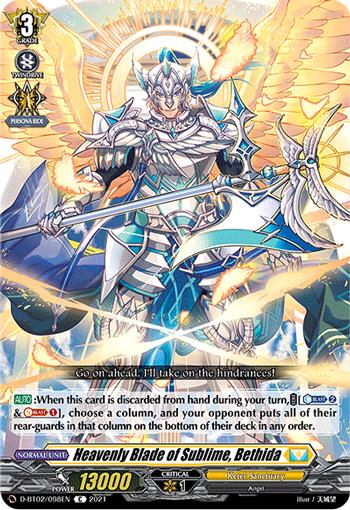 3
GRADE
TWINDRIVE
PERSONA RIDE
Go on ahead. I'll take on the hindrances!
AUTO :When this card is discarded from hand during your turn, [C-BLAST 2
& S-BLAST 1], choose a column, and your opponent puts all of their
rear-guards in that column on the bottom of their deck in any order.
NORMAL UNIT Heavenly Blade of Sublime, Bethida
POWER 13000 CRITICAL 1 Keter Sanctuary
Angel
D-BT02/098EN C 2021 illust / 天城望